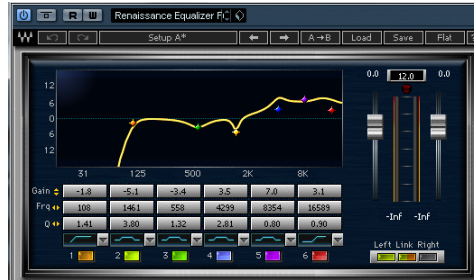 R W Renaissance Equalizer F
Setup A* A→B Load Save Flat ?
0.0 12.0 0.0
12
6
0
6
12
31 125 500 2K 8K
Gain -1.8 -5.1 -3.4 3.5 7.0 3.1
Frq 108 1461 558 4299 8354 16589
Q 1.41 3.80 1.32 2.81 0.80 0.90
-Inf -Inf
Left Link Right
1 2 3 4 5 6